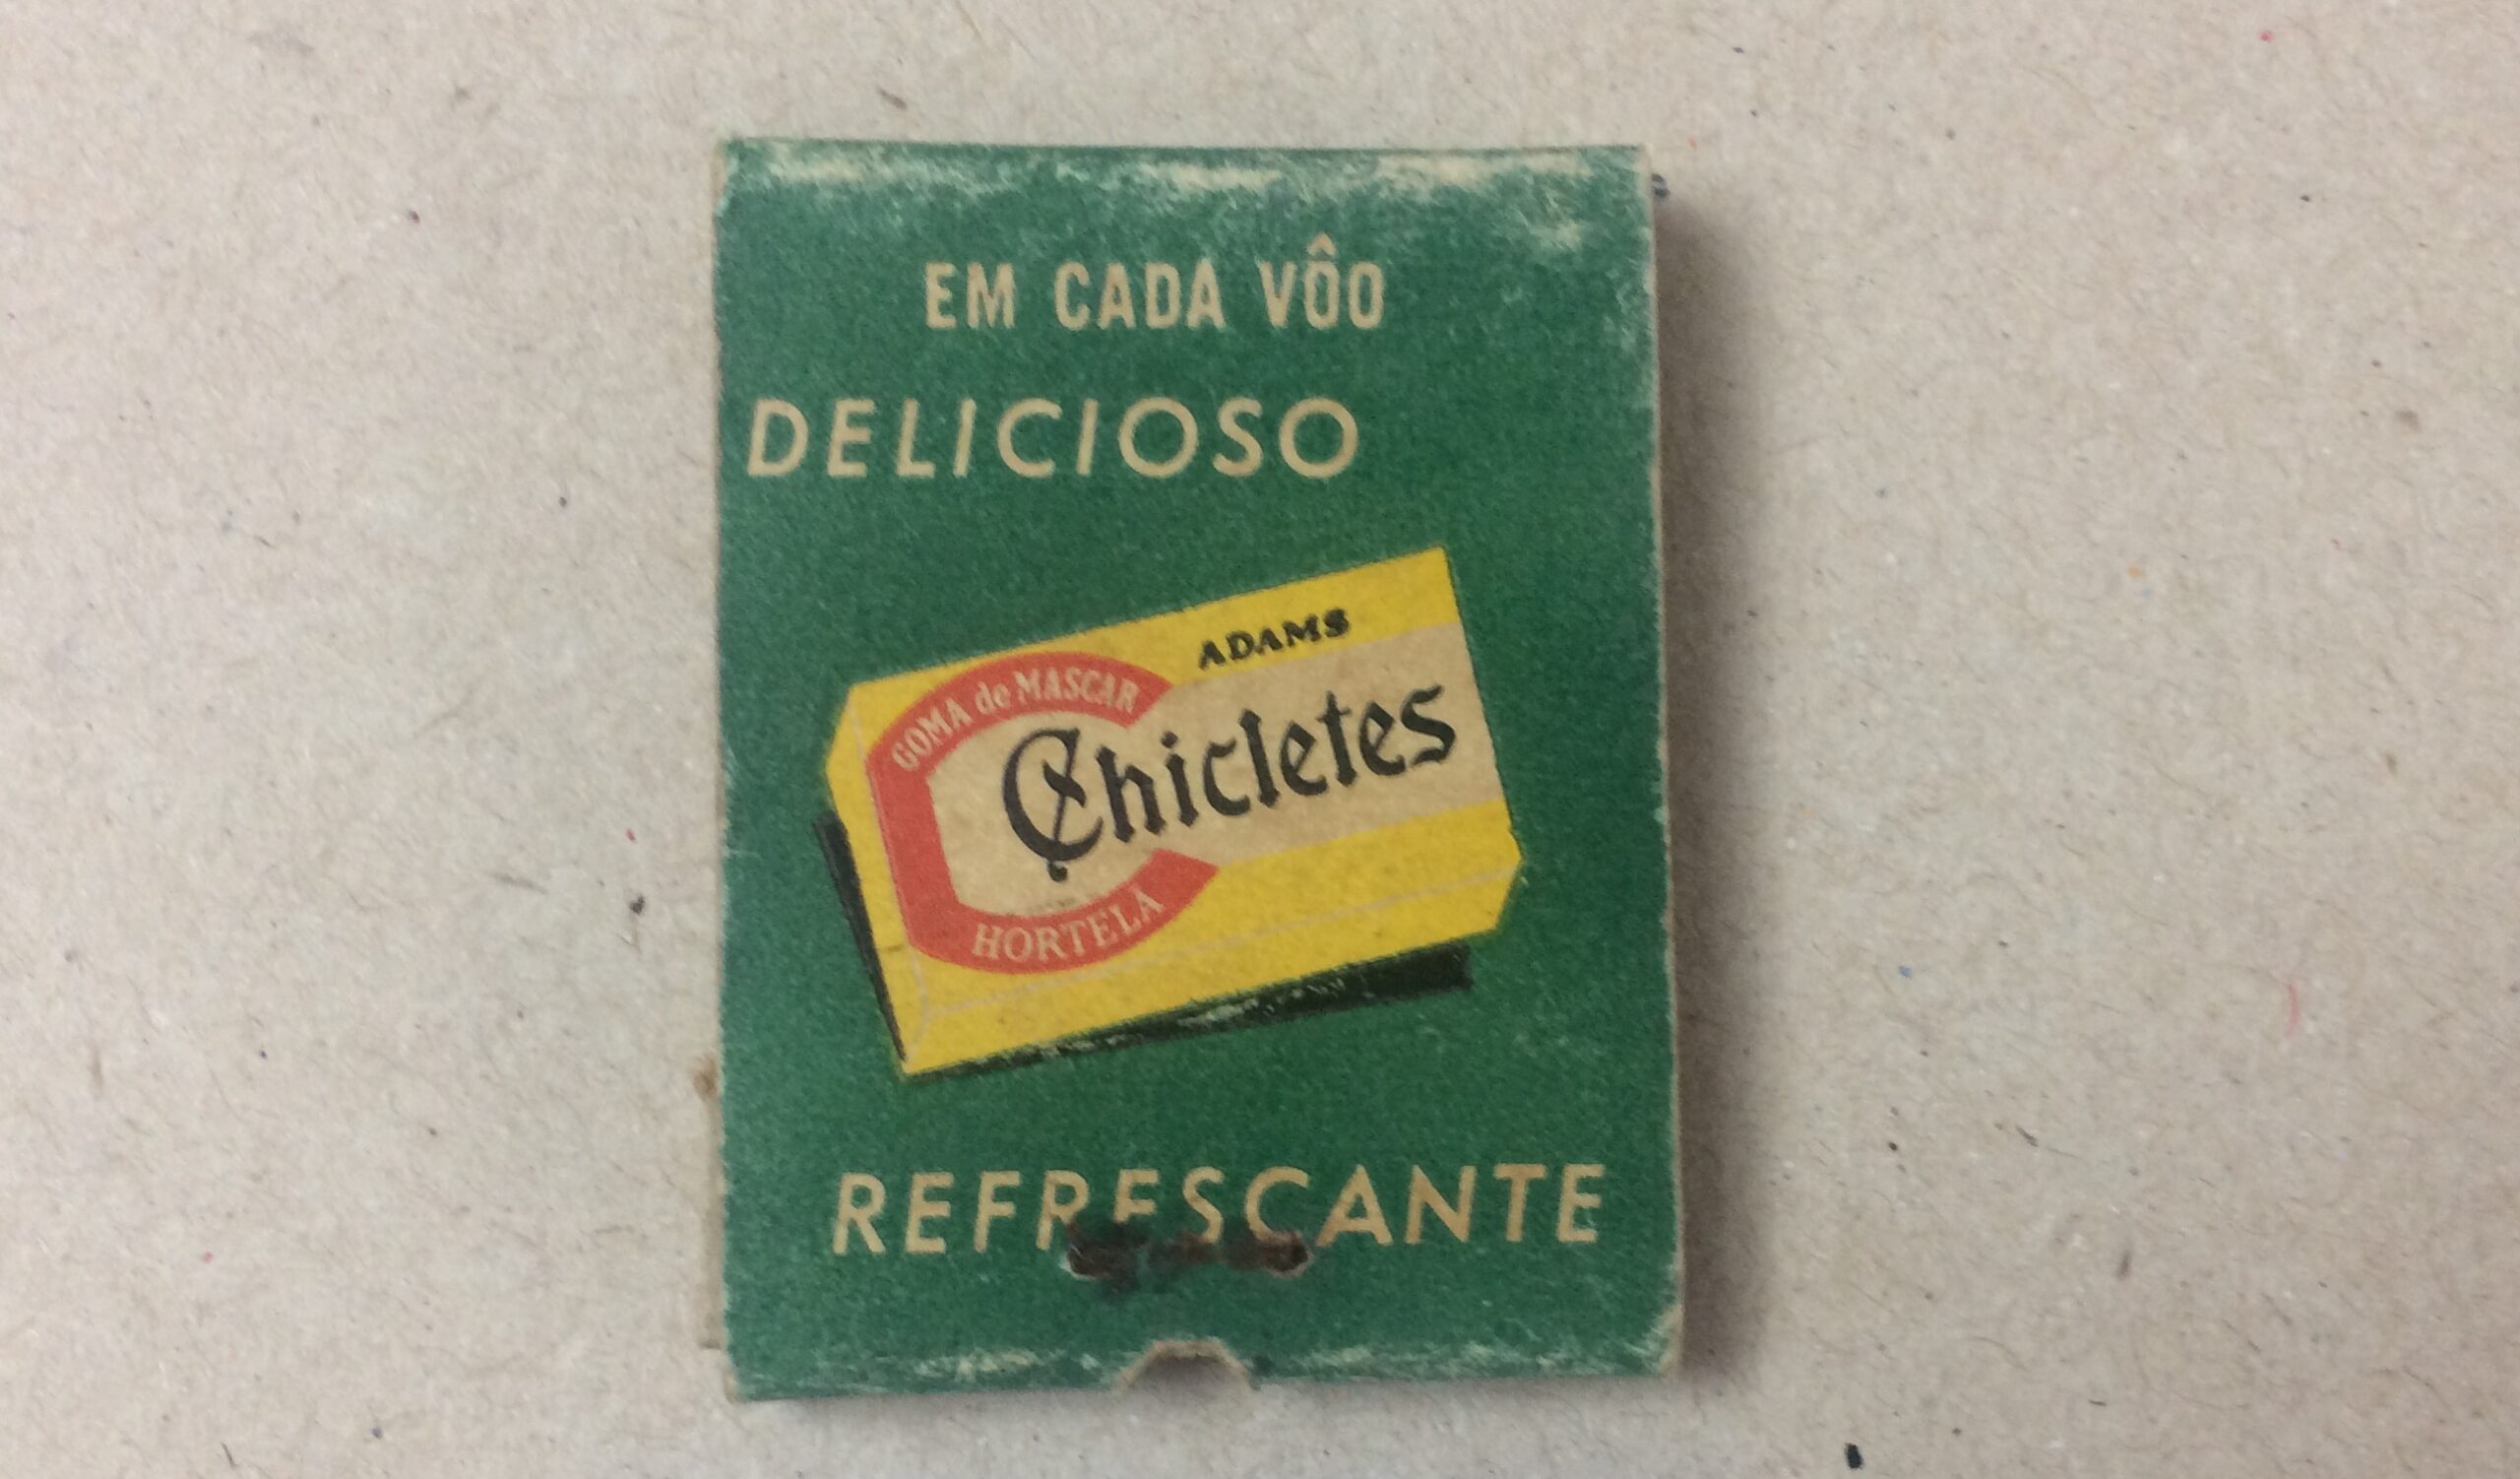 EM CADA VÔO
DELICIOSO
ADAMS
GOMA de MASCAR
Chicletes
HORTELÃ
REFRESCANTE